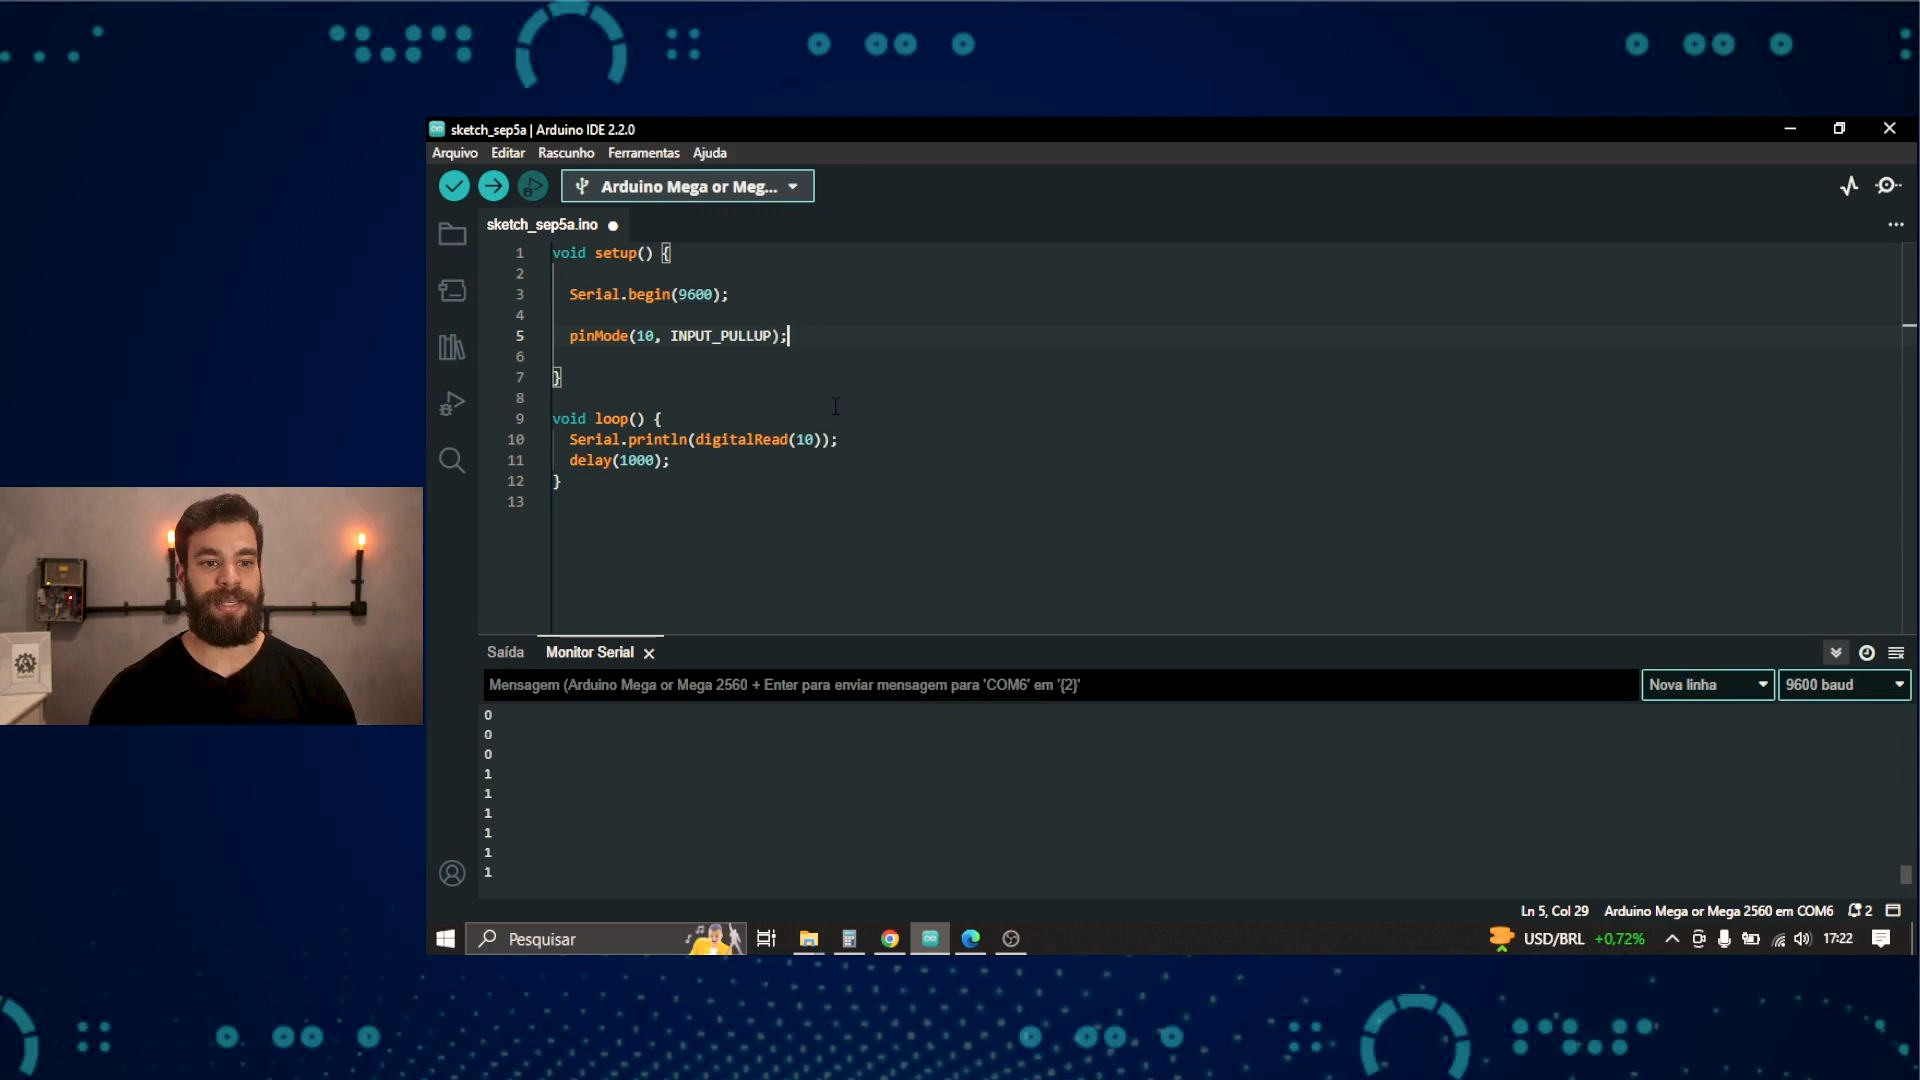 sketch_sep5a | Arduino IDE 2.2.0
Arquivo Editar Rascunho Ferramentas Ajuda
Arduino Mega or Meg...
sketch_sep5a.ino
1 void setup() {
2
3 Serial.begin(9600);
4
5 pinMode(10, INPUT_PULLUP);
6
7 }
8
9 void loop() {
10 Serial.println(digitalRead(10));
11 delay(1000);
12 }
13
Saída Monitor Serial
Mensagem (Arduino Mega or Mega 2560 + Enter para enviar mensagem para 'COM6' em '{2}' Nova linha 9600 baud
0
0
0
1
1
1
1
1
1
Ln 5, Col 29 Arduino Mega or Mega 2560 em COM6 2
Pesquisar USD/BRL +0,72% 17:22